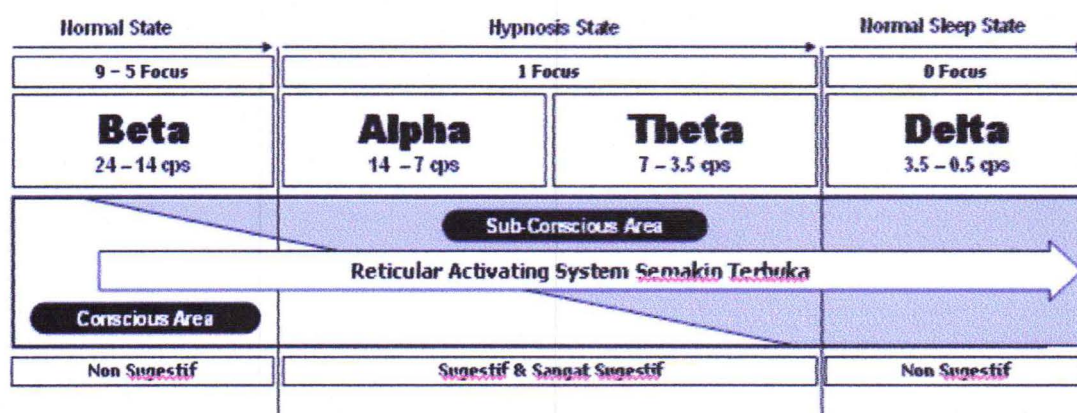 Normal State
Hypnosis State
Normal Sleep State
9 – 5 Focus
1 Focus
0 Focus
Beta
24 – 14 cps
Alpha
14 – 7 cps
Theta
7 – 3.5 cps
Delta
3.5 – 0.5 cps
Sub-Conscious Area
Reticular Activating System Semakin Terbuka
Conscious Area
Non Sugestif
Sugestif & Sangat Sugestif
Non Sugestif